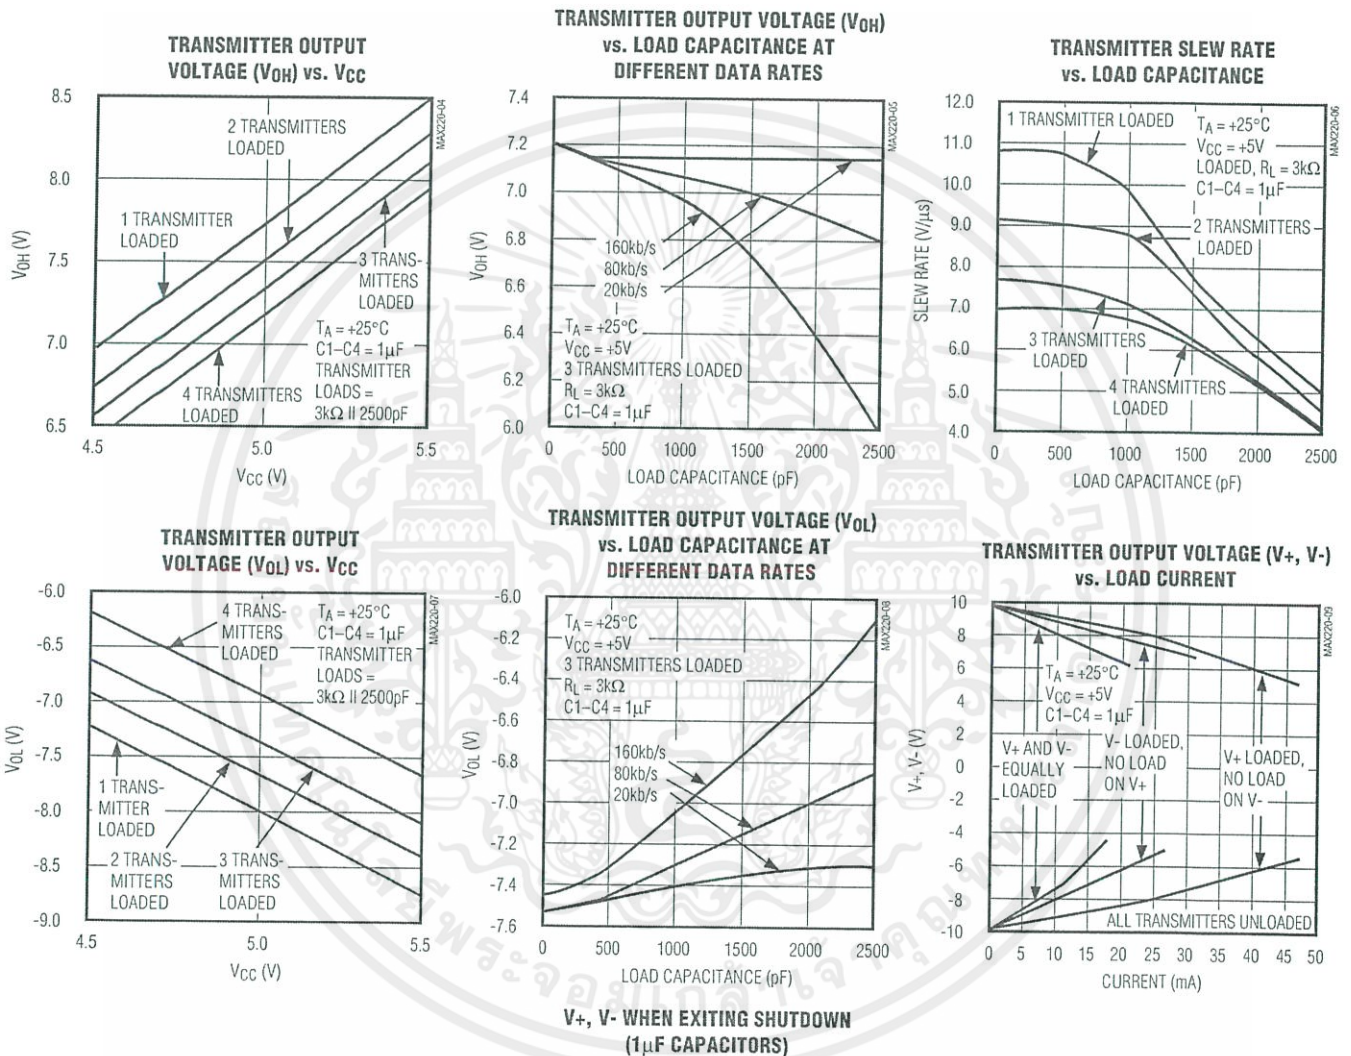 TRANSMITTER OUTPUT
VOLTAGE (VOH) vs. VCC
8.5
8.0
7.5
7.0
6.5
VOH (V)
2 TRANSMITTERS
LOADED
1 TRANSMITTER
LOADED
3 TRANS-
MITTERS
LOADED
TA = +25°C
C1–C4 = 1µF
TRANSMITTER
LOADS =
3kΩ II 2500pF
4 TRANSMITTERS
LOADED
MAX220-04
4.5
5.0
5.5
VCC (V)
TRANSMITTER OUTPUT VOLTAGE (VOH)
vs. LOAD CAPACITANCE AT
DIFFERENT DATA RATES
7.4
7.2
7.0
6.8
6.6
6.4
6.2
6.0
VOH (V)
160kb/s
80kb/s
20kb/s
TA = +25°C
VCC = +5V
3 TRANSMITTERS LOADED
RL = 3kΩ
C1–C4 = 1µF
MAX220-05
0
500
1000
1500
2000
2500
LOAD CAPACITANCE (pF)
TRANSMITTER SLEW RATE
vs. LOAD CAPACITANCE
12.0
11.0
10.0
9.0
8.0
7.0
6.0
5.0
4.0
SLEW RATE (V/µs)
1 TRANSMITTER LOADED
TA = +25°C
VCC = +5V
LOADED, RL = 3kΩ
C1–C4 = 1µF
2 TRANSMITTERS
LOADED
3 TRANSMITTERS
LOADED
4 TRANSMITTERS
LOADED
MAX220-06
0
500
1000
1500
2000
2500
LOAD CAPACITANCE (pF)
TRANSMITTER OUTPUT
VOLTAGE (VOL) vs. VCC
-6.0
-6.5
-7.0
-7.5
-8.0
-8.5
-9.0
VOL (V)
4 TRANS-
MITTERS
LOADED
TA = +25°C
C1–C4 = 1µF
TRANSMITTER
LOADS =
3kΩ II 2500pF
1 TRANS-
MITTER
LOADED
2 TRANS-
MITTERS
LOADED
3 TRANS-
MITTERS
LOADED
MAX220-07
4.5
5.0
5.5
VCC (V)
TRANSMITTER OUTPUT VOLTAGE (VOL)
vs. LOAD CAPACITANCE AT
DIFFERENT DATA RATES
-6.0
-6.2
-6.4
-6.6
-6.8
-7.0
-7.2
-7.4
-7.6
VOL (V)
TA = +25°C
VCC = +5V
3 TRANSMITTERS LOADED
RL = 3kΩ
C1–C4 = 1µF
160kb/s
80kb/s
20kb/s
MAX220-08
0
500
1000
1500
2000
2500
LOAD CAPACITANCE (pF)
TRANSMITTER OUTPUT VOLTAGE (V+, V-)
vs. LOAD CURRENT
10
8
6
4
2
0
-2
-4
-6
-8
-10
V+, V- (V)
TA = +25°C
VCC = +5V
C1–C4 = 1µF
V+ AND V-
EQUALLY
LOADED
V- LOADED,
NO LOAD
ON V+
V+ LOADED,
NO LOAD
ON V-
ALL TRANSMITTERS UNLOADED
MAX220-09
0
5
10
15
20
25
30
35
40
45
50
CURRENT (mA)
V+, V- WHEN EXITING SHUTDOWN
(1µF CAPACITORS)